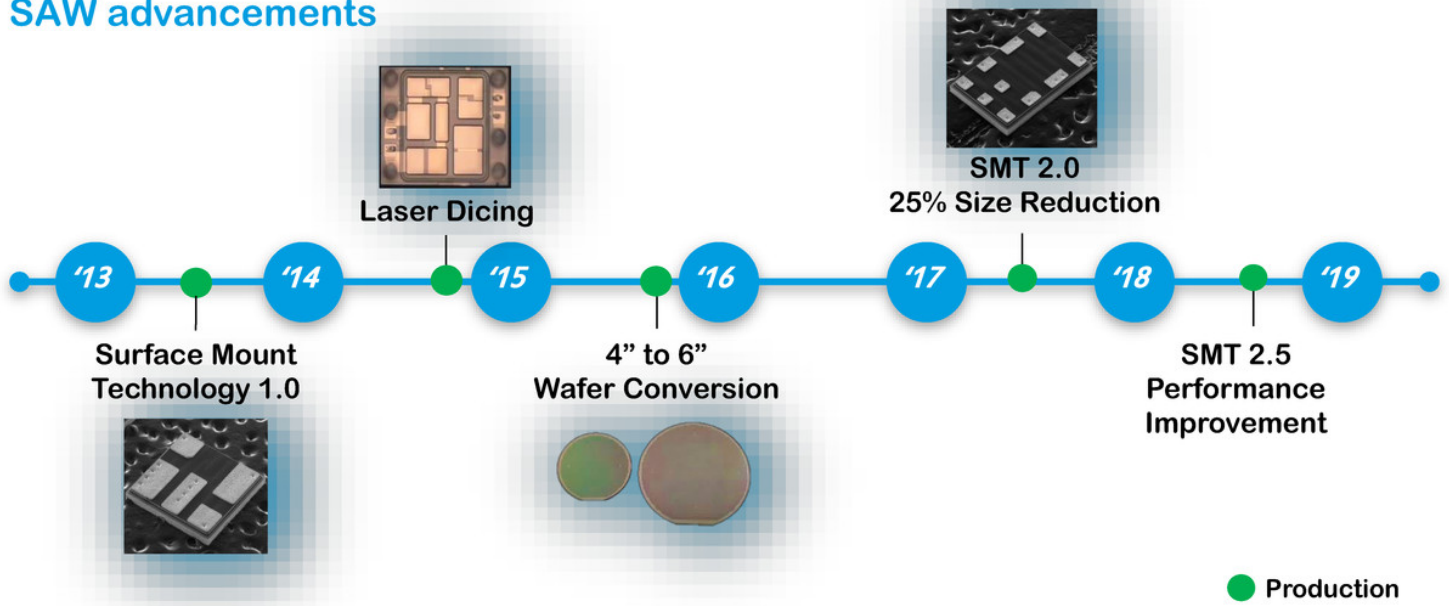 SAW advancements
Laser Dicing
SMT 2.0
25% Size Reduction
‘13
‘14
‘15
‘16
‘17
‘18
‘19
Surface Mount
Technology 1.0
4” to 6”
Wafer Conversion
SMT 2.5
Performance
Improvement
Production